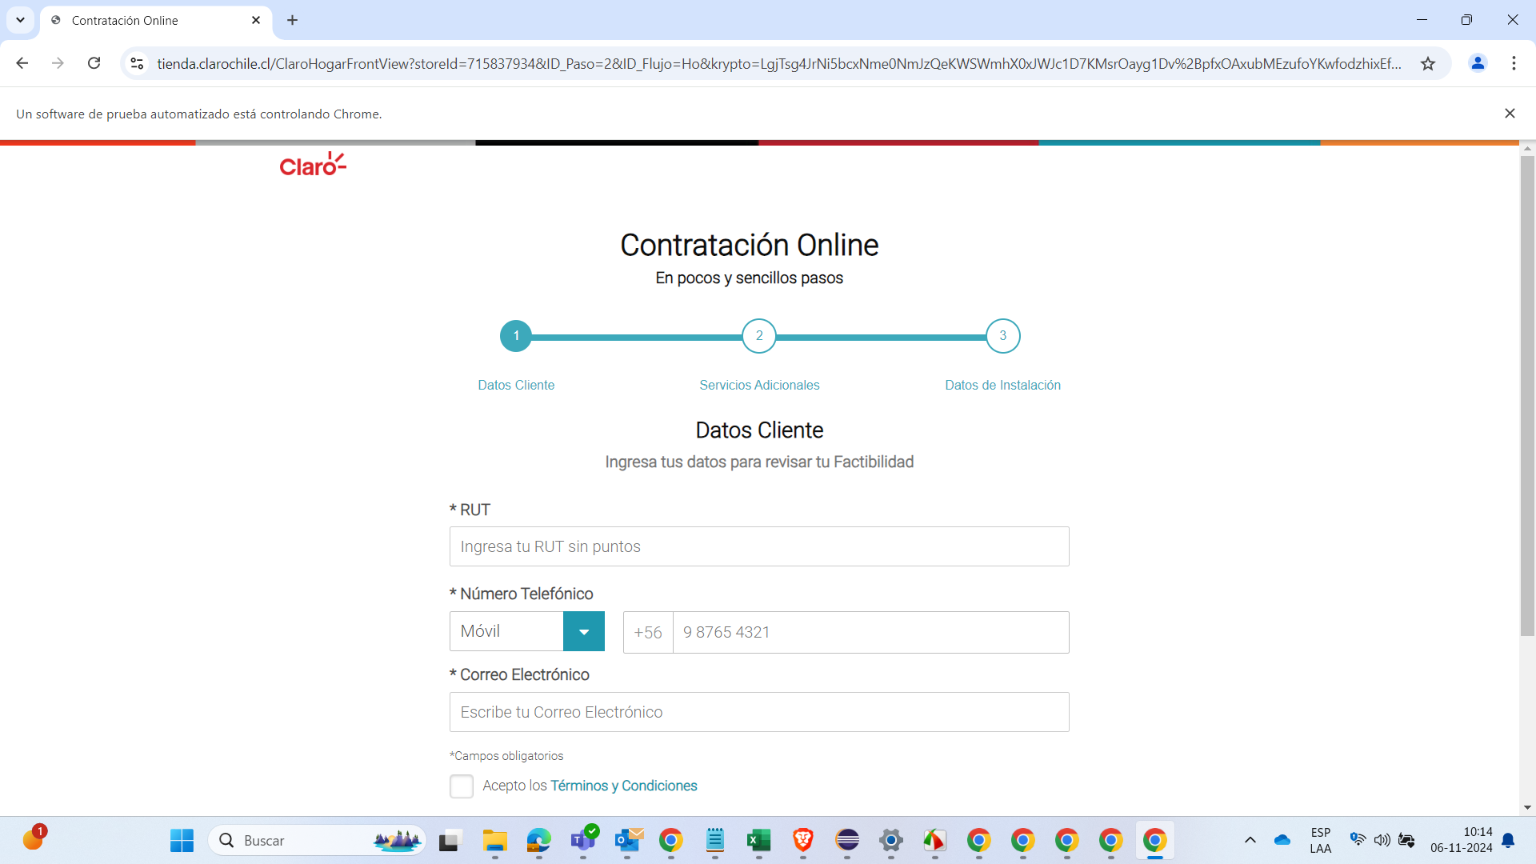 Contratación Online
tienda.clarochile.cl/ClaroHogarFrontView?storeId=715837934&ID_Paso=2&ID_Flujo=Ho&krypto=LgjTsg4JrNi5bcxNme0NmJzQeKWSWmhX0xJWJc1D7KMsrOayg1Dv%2BpfxOAxubMEzufoYKwfodzhixEf...
Un software de prueba automatizado está controlando Chrome.
Claro
Contratación Online
En pocos y sencillos pasos
1 2 3
Datos Cliente Servicios Adicionales Datos de Instalación
Datos Cliente
Ingresa tus datos para revisar tu Factibilidad
* RUT
Ingresa tu RUT sin puntos
* Número Telefónico
Móvil +56 9 8765 4321
* Correo Electrónico
Escribe tu Correo Electrónico
*Campos obligatorios
Acepto los Términos y Condiciones
1 Buscar ESP 10:14
LAA 06-11-2024